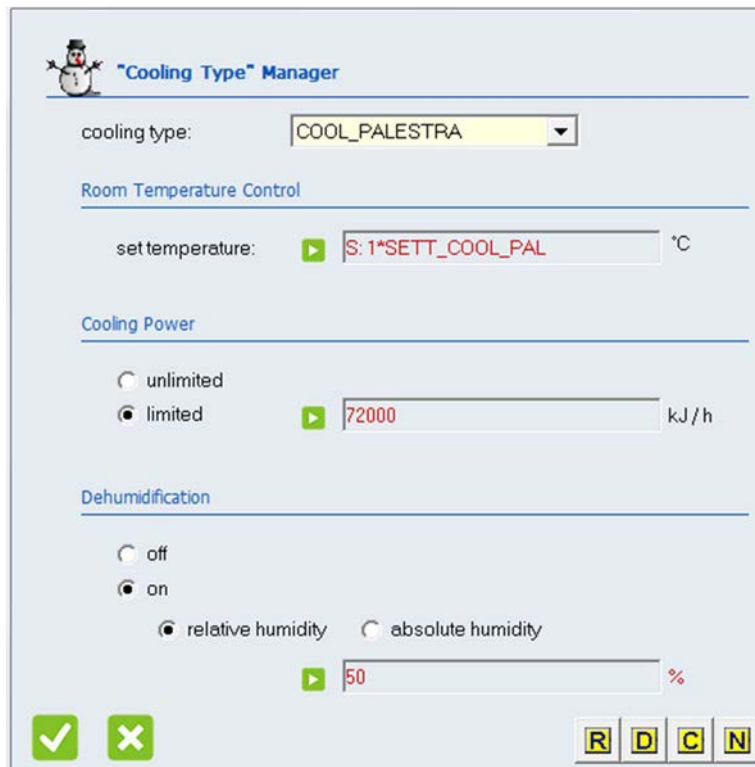 "Cooling Type" Manager
cooling type: COOL_PALESTRA
Room Temperature Control
set temperature: S: 1*SETT_COOL_PAL °C
Cooling Power
unlimited
limited 72000 kJ / h
Dehumidification
off
on
relative humidity absolute humidity
50 %
R D C N